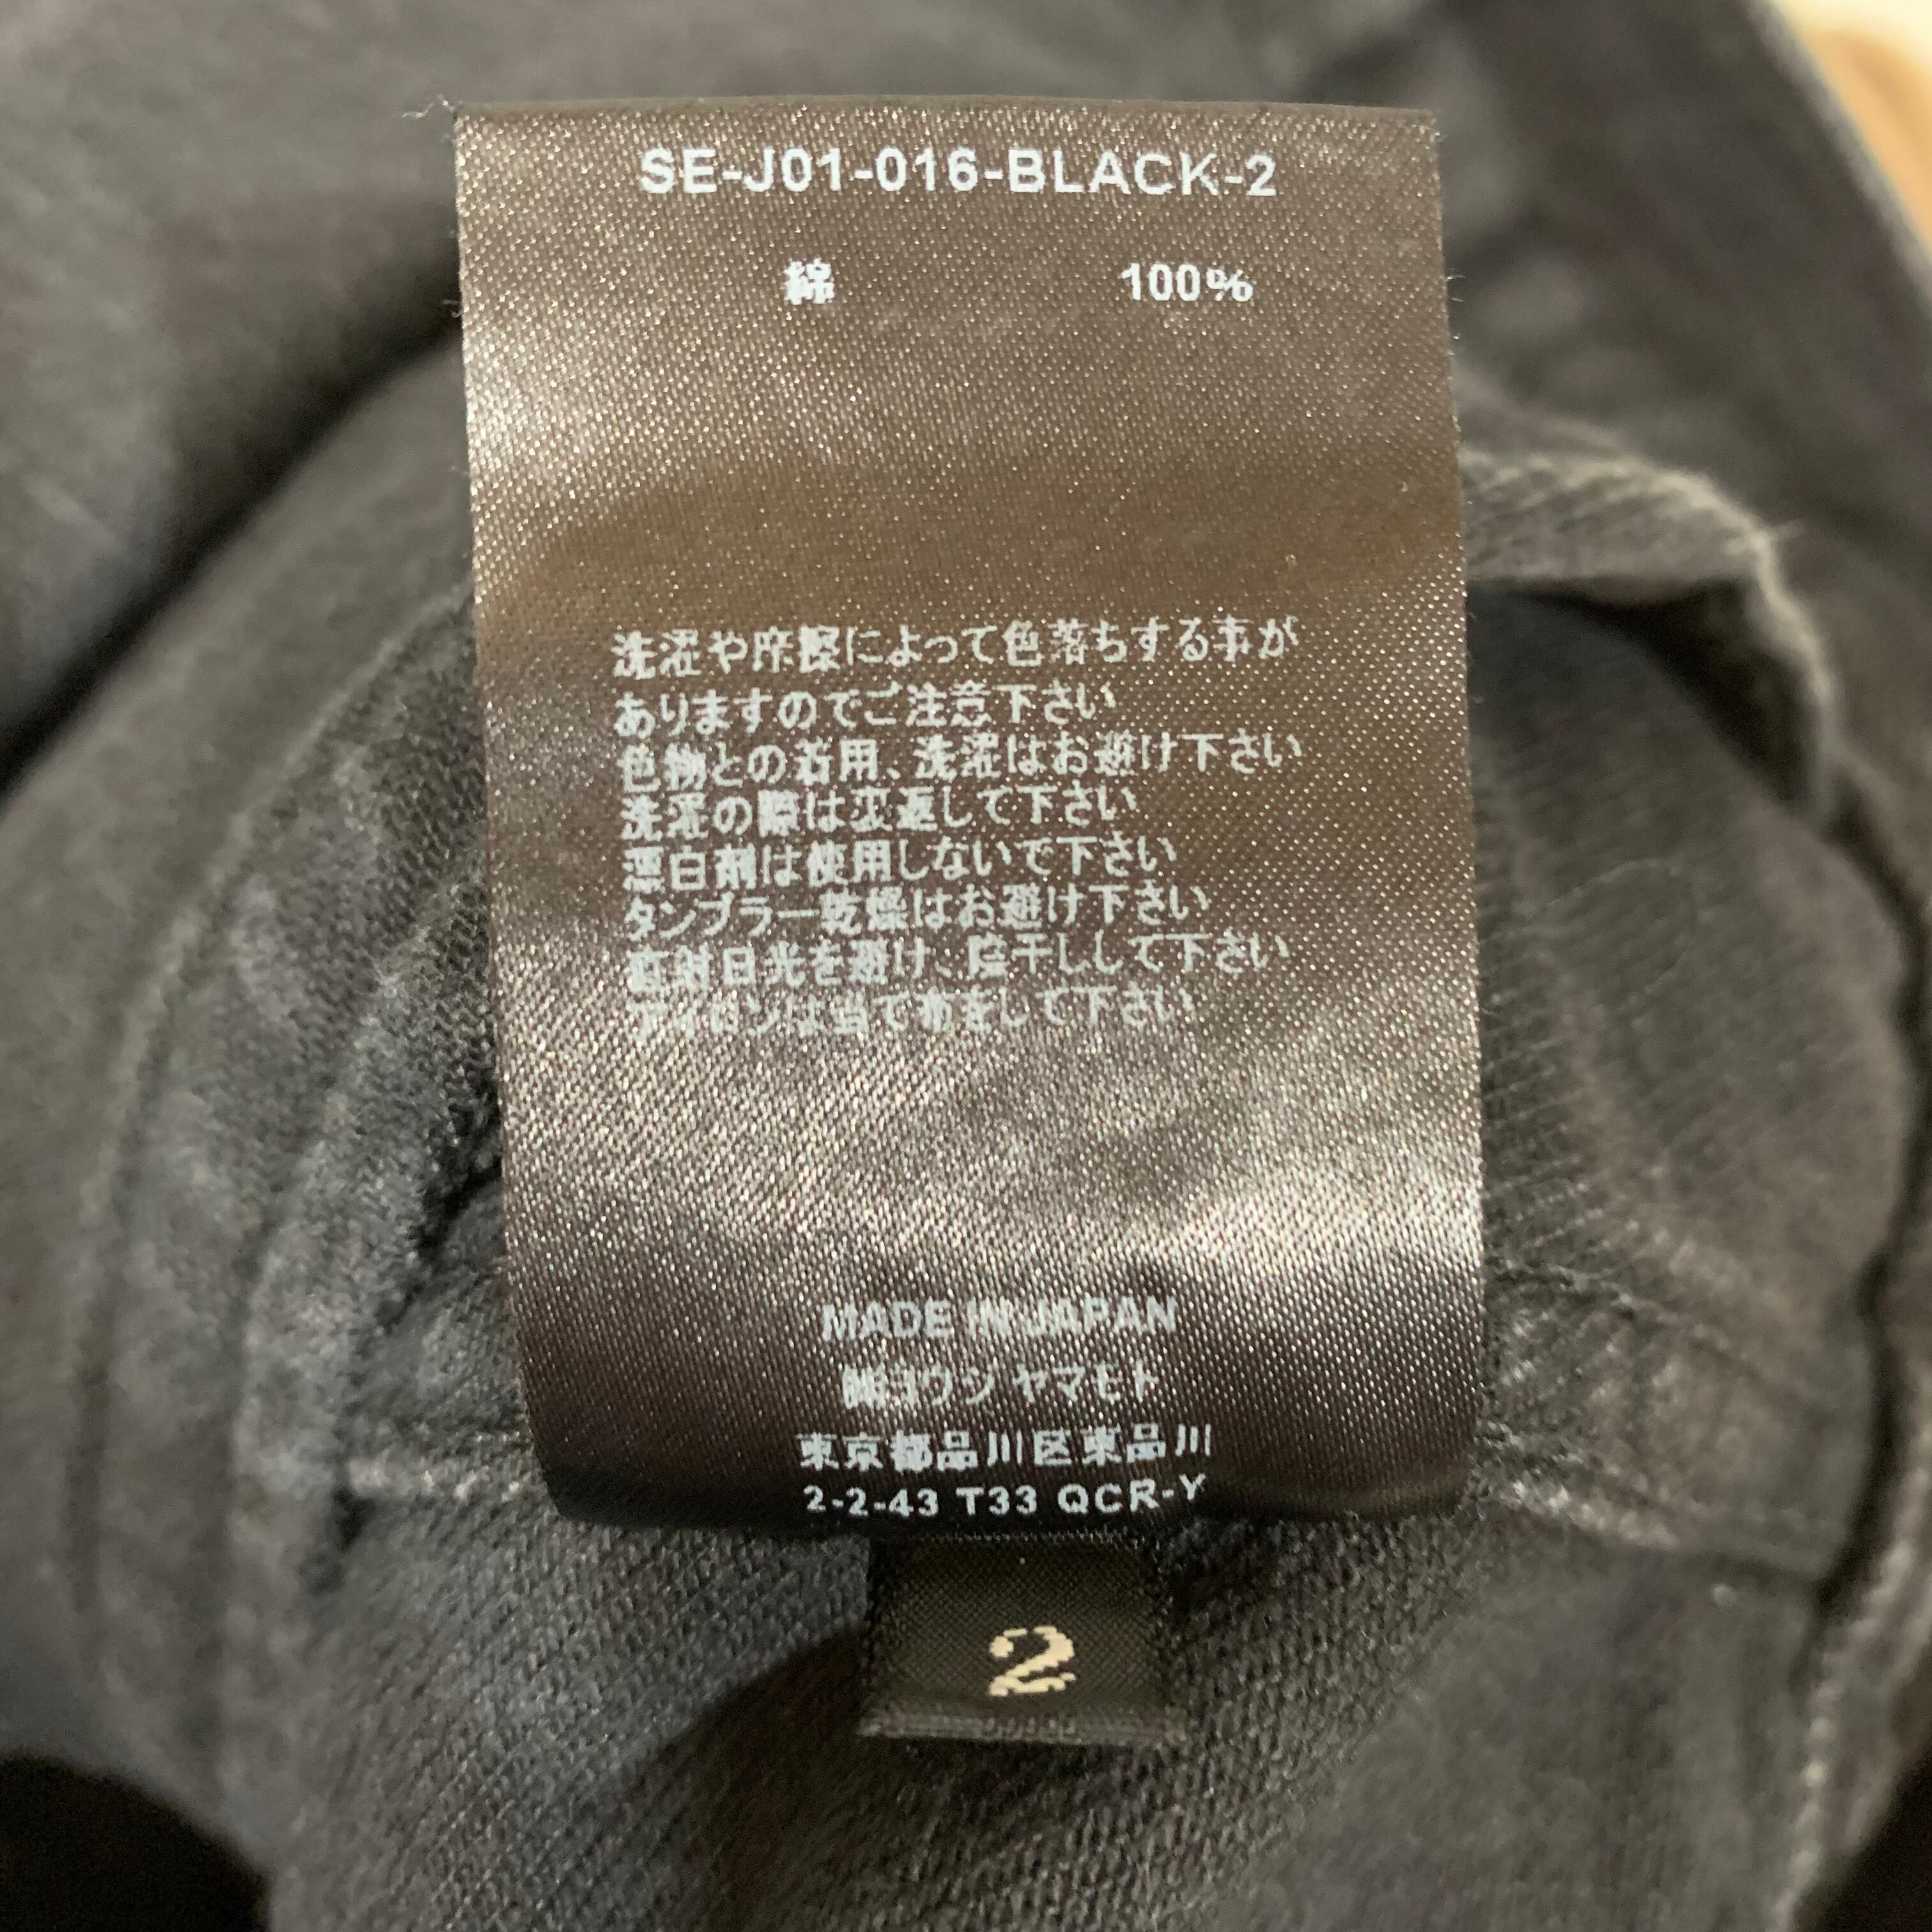 SE-J01-016-BLACK-2
綿 100%
洗濯や摩擦によって色落ちする事が
ありますのでご注意下さい
色物との着用、洗濯はお避け下さい
洗濯の際は裏返して下さい
漂白剤は使用しないで下さい
タンブラー乾燥はお避け下さい
直射日光を避け、陰干しして下さい
アイロンは当て布をして下さい
MADE IN JAPAN
㈱ヨウジヤマモト
東京都品川区東品川
2-2-43 T33 QCR-Y
2